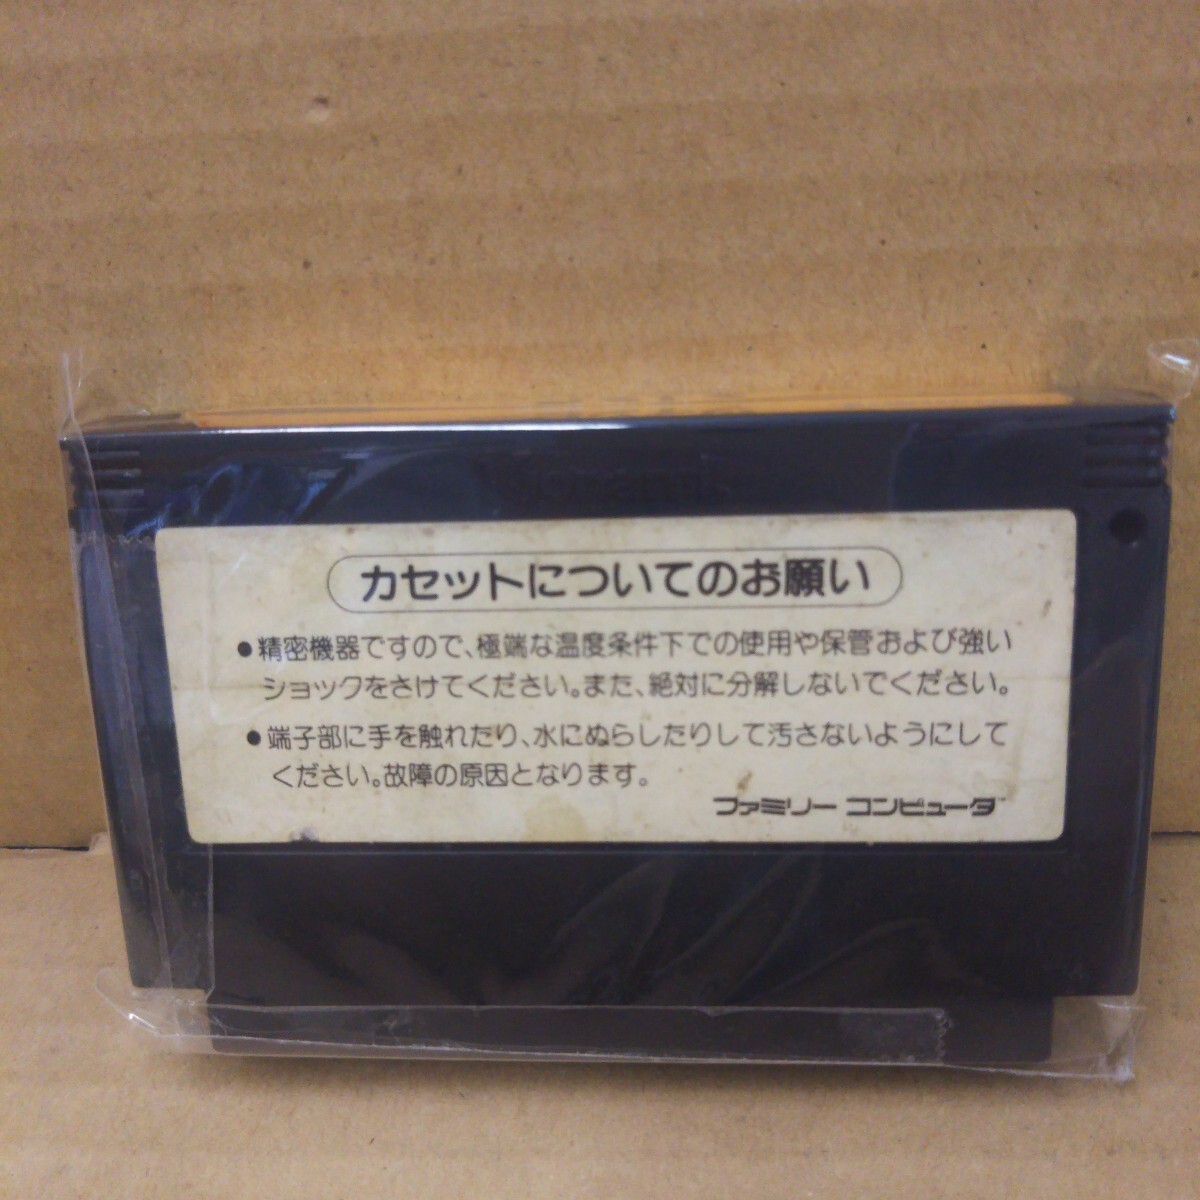 カセットについてのお願い
●精密機器ですので、極端な温度条件下での使用や保管および強い
ショックをさけてください。また、絶対に分解しないでください。
●端子部に手を触れたり、水にぬらしたりして汚さないようにして
ください。故障の原因となります。
ファミリー コンピュータ